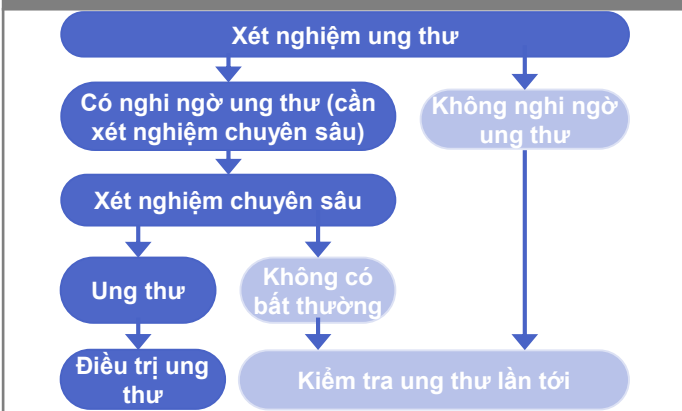 Xét nghiệm ung thư
Có nghi ngờ ung thư (cần
xét nghiệm chuyên sâu)
Không nghi ngờ
ung thư
Xét nghiệm chuyên sâu
Ung thư
Không có
bất thường
Điều trị ung
thư
Kiểm tra ung thư lần tới